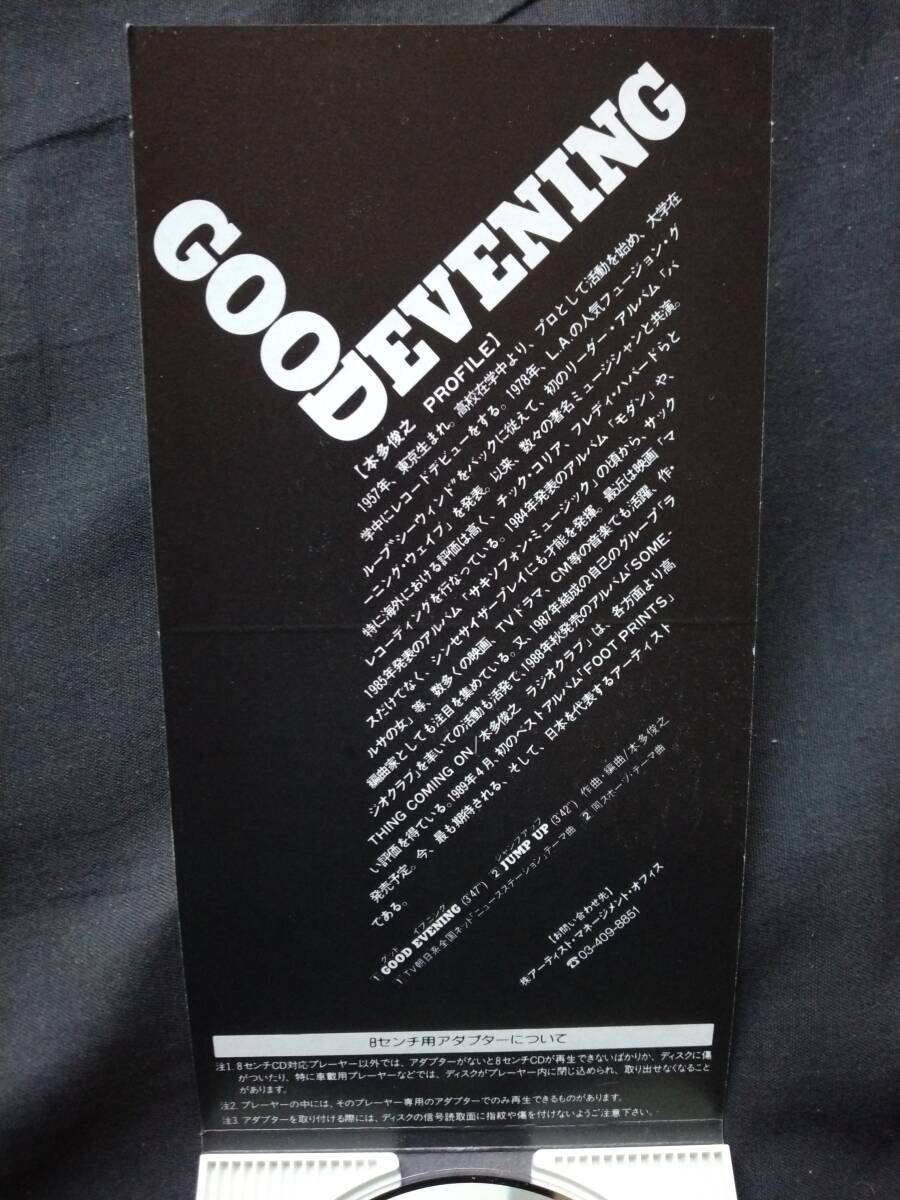 GOOD EVENING
[本多俊之 PROFILE]
1957年、東京生まれ。高校在学中より、プロとして活動を始め、大学在
学中にレコードデビューをする。1978年、L.A.の人気フュージョン・グ
ループ"シーウィンド"をバックに従えて、初のリーダー・アルバム「バ
ーニング・ウェイブ」を発表。以来、数々の著名ミュージシャンと共演。
特に海外における評価は高く、チック・コリア、フレディ・ハバードらと
レコーディングを行なっている。1984年発表のアルバム「モダン」や、
1985年発表のアルバム「サキソフォンミュージック」の頃から、サック
スだけでなく、シンセサイザープレイにも才能を発揮。最近は映画「マ
ルサの女」等、数多くの映画、TVドラマ、CM等の音楽でも活躍、作・
編曲家としても注目を集めている。又、1987年結成の自己のグループ「ラ
ジオクラブ」を率いての活動も活発で、1988年秋発売のアルバム「SOME-
THING COMING ON/本多俊之 ラジオクラブ」は、各方面より高
い評価を得ている。1989年4月、初のベストアルバム「FOOT PRINTS」
発売予定。今、最も期待される、そして、日本を代表するアーティスト
である。
グッド イブニング ジャンプ アップ
1 GOOD EVENING (3'47") 2 JUMP UP (3'42") 作曲・編曲/本多俊之
1 TV朝日系全国ネット「ニュースステーション」テーマ曲 2 同スポーツ・テーマ曲
[お問い合わせ先]
㈱アーティスト・マネージメント・オフィス
☎03-409-8851
8センチ用アダプターについて
注1. 8センチCD対応プレーヤー以外では、アダプターがないと8センチCDが再生できないばかりか、ディスクに傷
がついたり、特に車載用プレーヤーなどでは、ディスクがプレーヤー内に閉じ込められ、取り出せなくなること
があります。
注2. プレーヤーの中には、そのプレーヤー専用のアダプターでのみ再生できるものがあります。
注3. アダプターを取り付ける際には、ディスクの信号読取面に指紋や傷を付けないようご注意下さい。